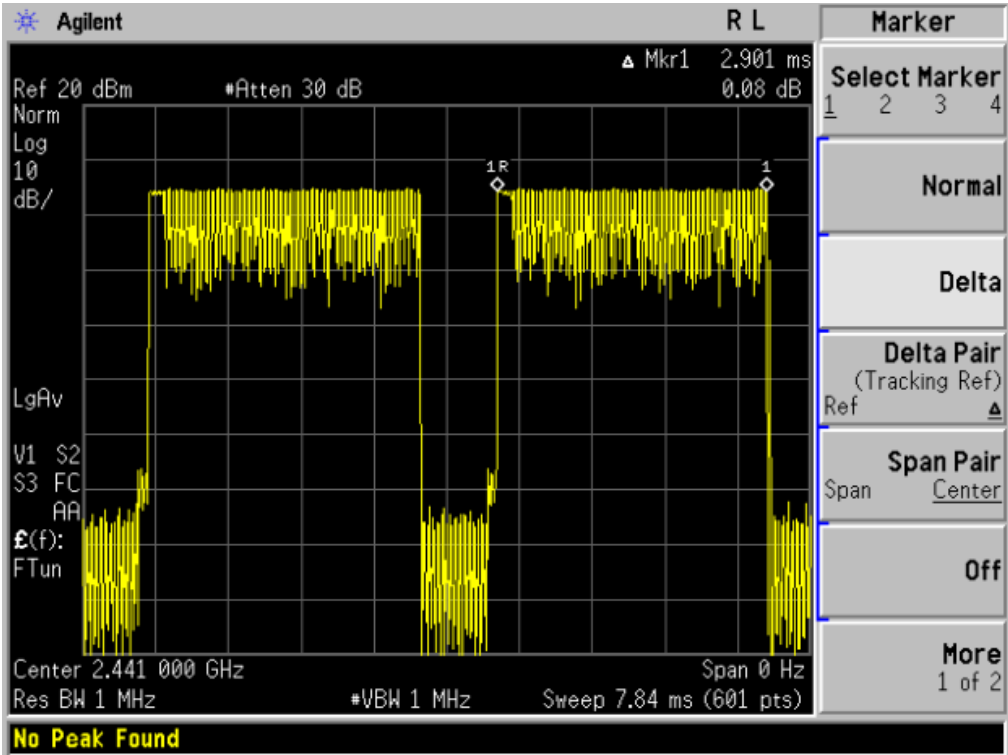 Agilent R L Marker
Δ Mkr1 2.901 ms
Ref 20 dBm #Atten 30 dB 0.08 dB
Norm
Log
10
dB/
1R 1
LgAv
V1 S2
S3 FC
AA
£(f):
FTun
Center 2.441 000 GHz Span 0 Hz
Res BW 1 MHz #VBW 1 MHz Sweep 7.84 ms (601 pts)
No Peak Found
Select Marker
1 2 3 4
Normal
Delta
Delta Pair
(Tracking Ref)
Ref Δ
Span Pair
Span Center
Off
More
1 of 2